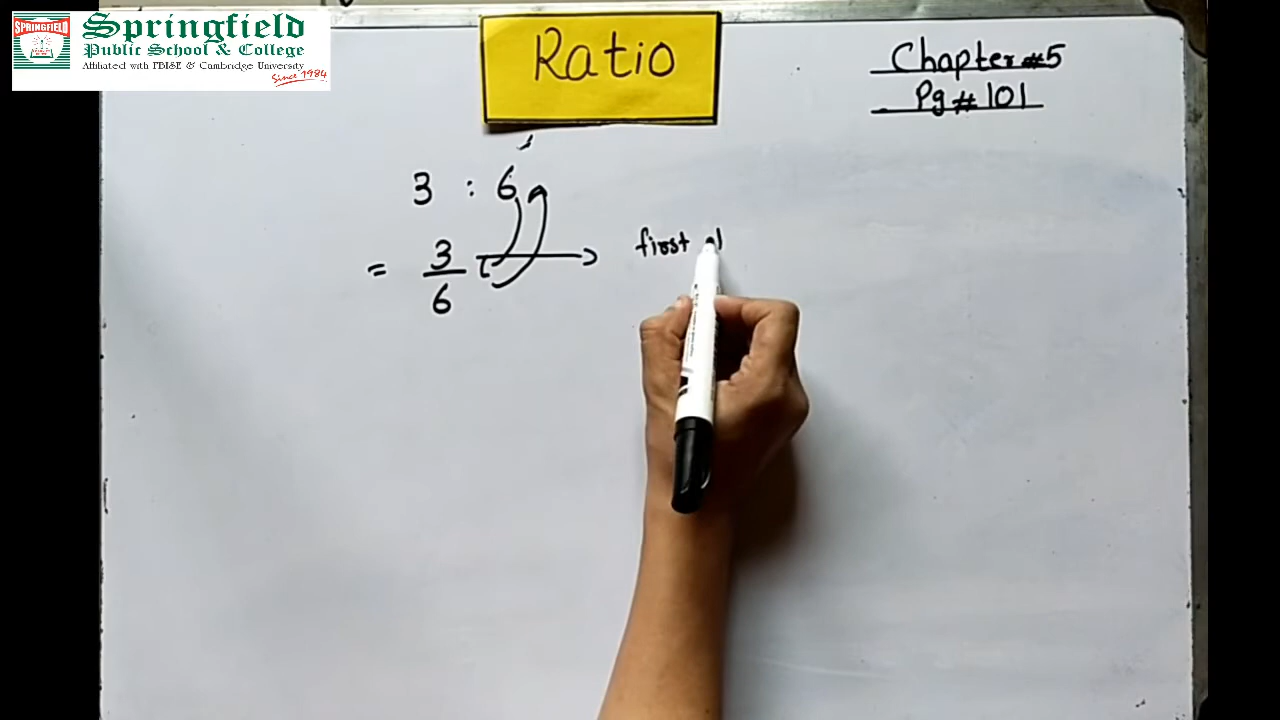 SPRINGFIELD
Springfield
Public School & College
Affiliated with FBISE & Cambridge University
Since 1984
Ratio
Chapter #5
Pg # 101
3 : 6
= 3/6
first